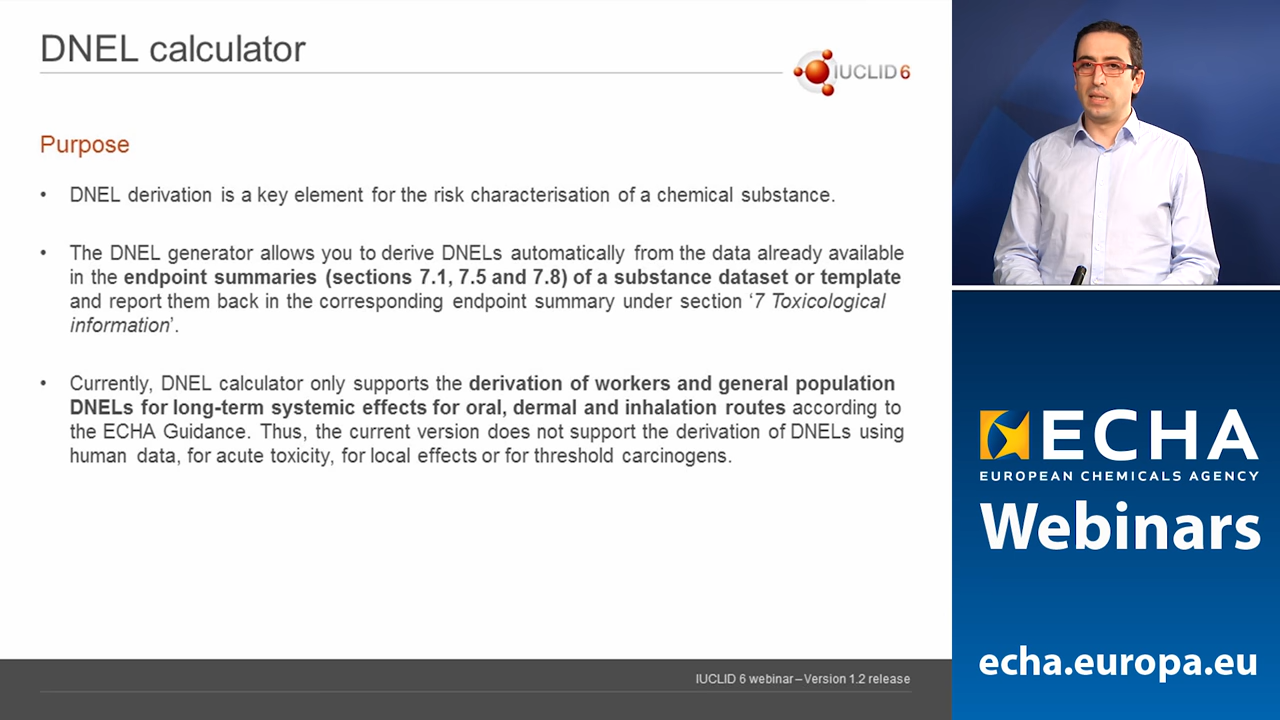 DNEL calculator
IUCLID 6
Purpose
• DNEL derivation is a key element for the risk characterisation of a chemical substance.
• The DNEL generator allows you to derive DNELs automatically from the data already available
in the endpoint summaries (sections 7.1, 7.5 and 7.8) of a substance dataset or template
and report them back in the corresponding endpoint summary under section ‘7 Toxicological
information’.
• Currently, DNEL calculator only supports the derivation of workers and general population
DNELs for long-term systemic effects for oral, dermal and inhalation routes according to
the ECHA Guidance. Thus, the current version does not support the derivation of DNELs using
human data, for acute toxicity, for local effects or for threshold carcinogens.
IUCLID 6 webinar – Version 1.2 release
ECHA
EUROPEAN CHEMICALS AGENCY
Webinars
echa.europa.eu